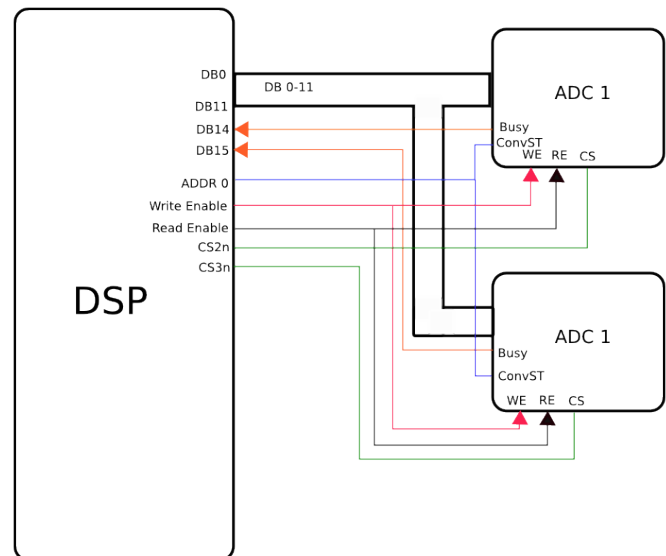 DB0
DB 0-11
DB11
DB14
DB15
ADDR 0
Write Enable
Read Enable
CS2n
CS3n
DSP
ADC 1
Busy
ConvST
WE RE CS
ADC 1
Busy
ConvST
WE RE CS